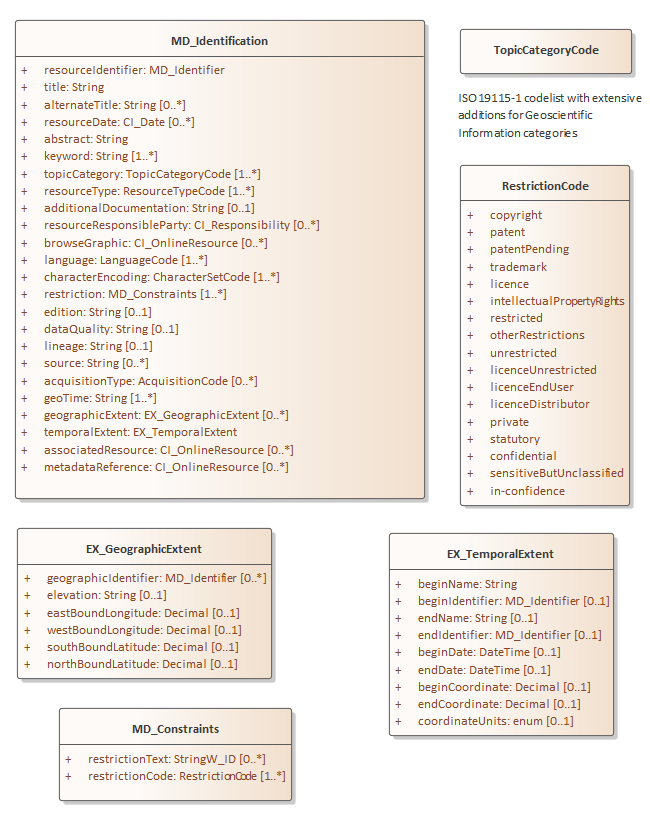 MD_Identification
+ resourceIdentifier: MD_Identifier
+ title: String
+ alternateTitle: String [0..*]
+ resourceDate: CI_Date [0..*]
+ abstract: String
+ keyword: String [1..*]
+ topicCategory: TopicCategoryCode [1..*]
+ resourceType: ResourceTypeCode [1..*]
+ additionalDocumentation: String [0..1]
+ resourceResponsibleParty: CI_Responsibility [0..*]
+ browseGraphic: CI_OnlineResource [0..*]
+ language: LanguageCode [1..*]
+ characterEncoding: CharacterSetCode [1..*]
+ restriction: MD_Constraints [1..*]
+ edition: String [0..1]
+ dataQuality: String [0..1]
+ lineage: String [0..1]
+ source: String [0..*]
+ acquisitionType: AcquisitionCode [0..*]
+ geoTime: String [1..*]
+ geographicExtent: EX_GeographicExtent [0..*]
+ temporalExtent: EX_TemporalExtent
+ associatedResource: CI_OnlineResource [0..*]
+ metadataReference: CI_OnlineResource [0..*]
TopicCategoryCode
ISO19115-1 codelist with extensive
additions for Geoscientific
Information categories
RestrictionCode
+ copyright
+ patent
+ patentPending
+ trademark
+ licence
+ intellectualPropertyRights
+ restricted
+ otherRestrictions
+ unrestricted
+ licenceUnrestricted
+ licenceEndUser
+ licenceDistributor
+ private
+ statutory
+ confidential
+ sensitiveButUnclassified
+ in-confidence
EX_GeographicExtent
+ geographicIdentifier: MD_Identifier [0..*]
+ elevation: String [0..1]
+ eastBoundLongitude: Decimal [0..1]
+ westBoundLongitude: Decimal [0..1]
+ southBoundLatitude: Decimal [0..1]
+ northBoundLatitude: Decimal [0..1]
EX_TemporalExtent
+ beginName: String
+ beginIdentifier: MD_Identifier [0..1]
+ endName: String [0..1]
+ endIdentifier: MD_Identifier [0..1]
+ beginDate: DateTime [0..1]
+ endDate: DateTime [0..1]
+ beginCoordinate: Decimal [0..1]
+ endCoordinate: Decimal [0..1]
+ coordinateUnits: enum [0..1]
MD_Constraints
+ restrictionText: StringW_ID [0..*]
+ restrictionCode: RestrictionCode [1..*]